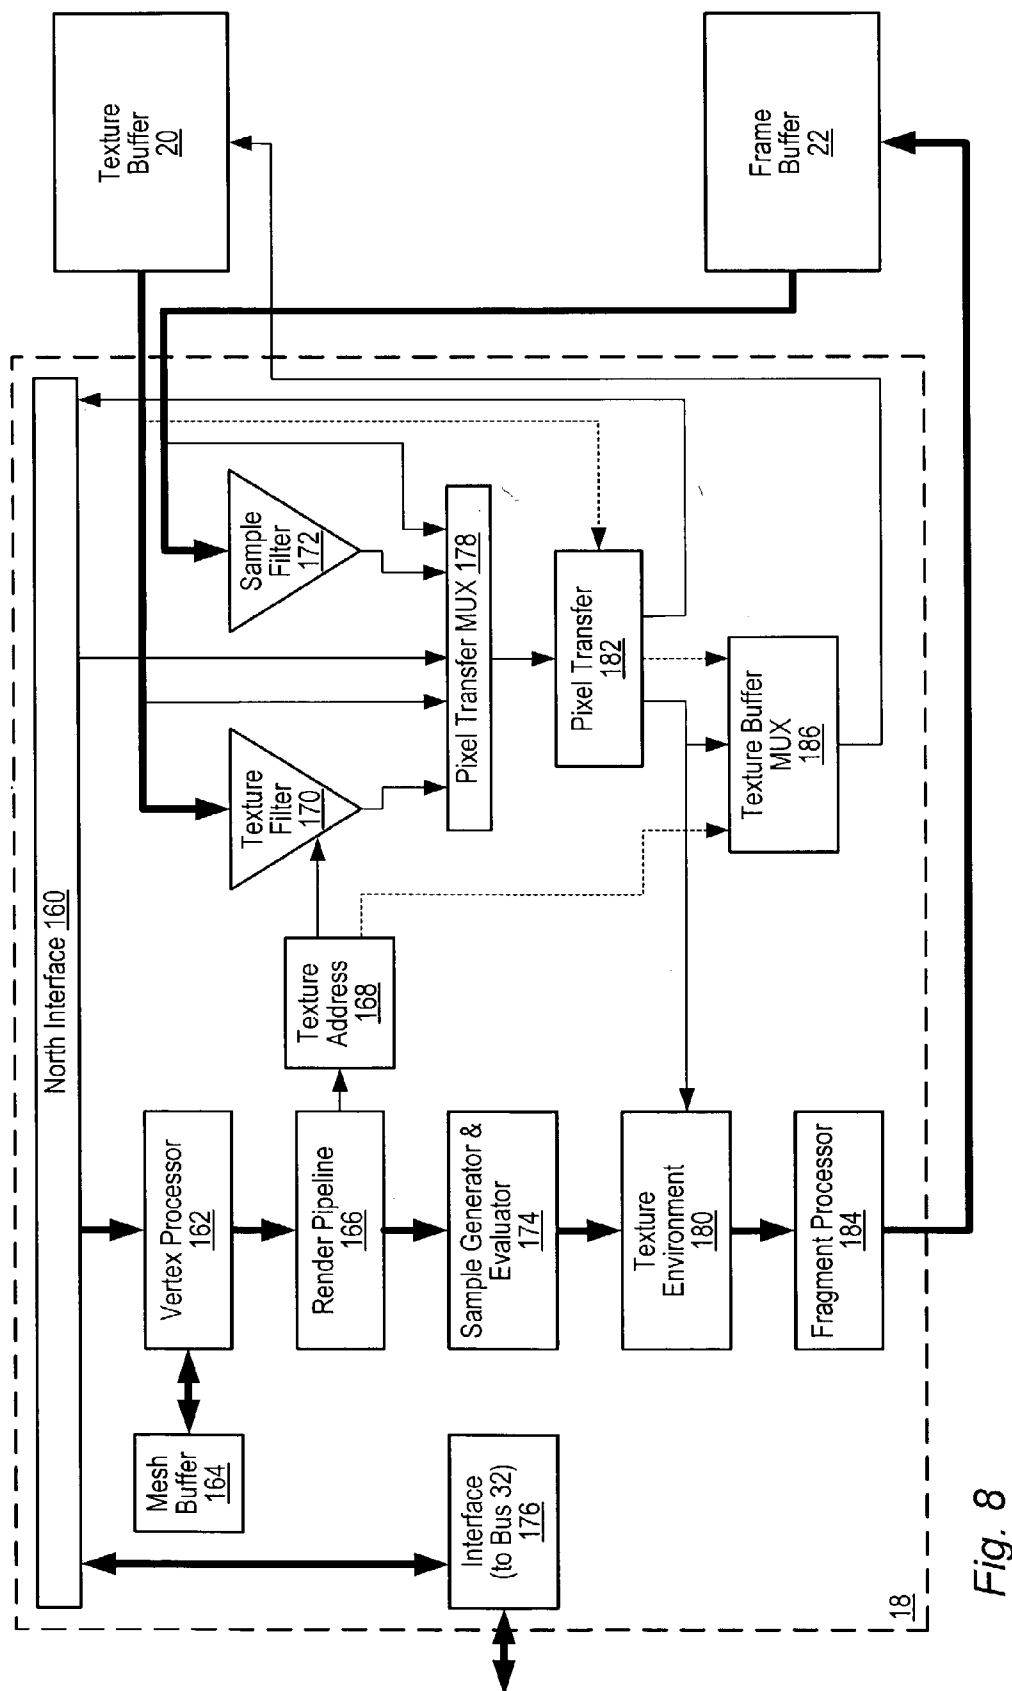 North Interface 160
Texture
Buffer
20
Mesh
Buffer
164
Vertex Processor
162
Texture
Filter
170
Sample
Filter
172
Render Pipeline
166
Texture
Address
168
Interface
(to Bus 32)
176
Sample Generator &
Evaluator
174
Pixel Transfer MUX 178
Pixel Transfer
182
Texture
Environment
180
Texture Buffer
MUX
186
Frame
Buffer
22
Fragment Processor
184
18
Fig. 8